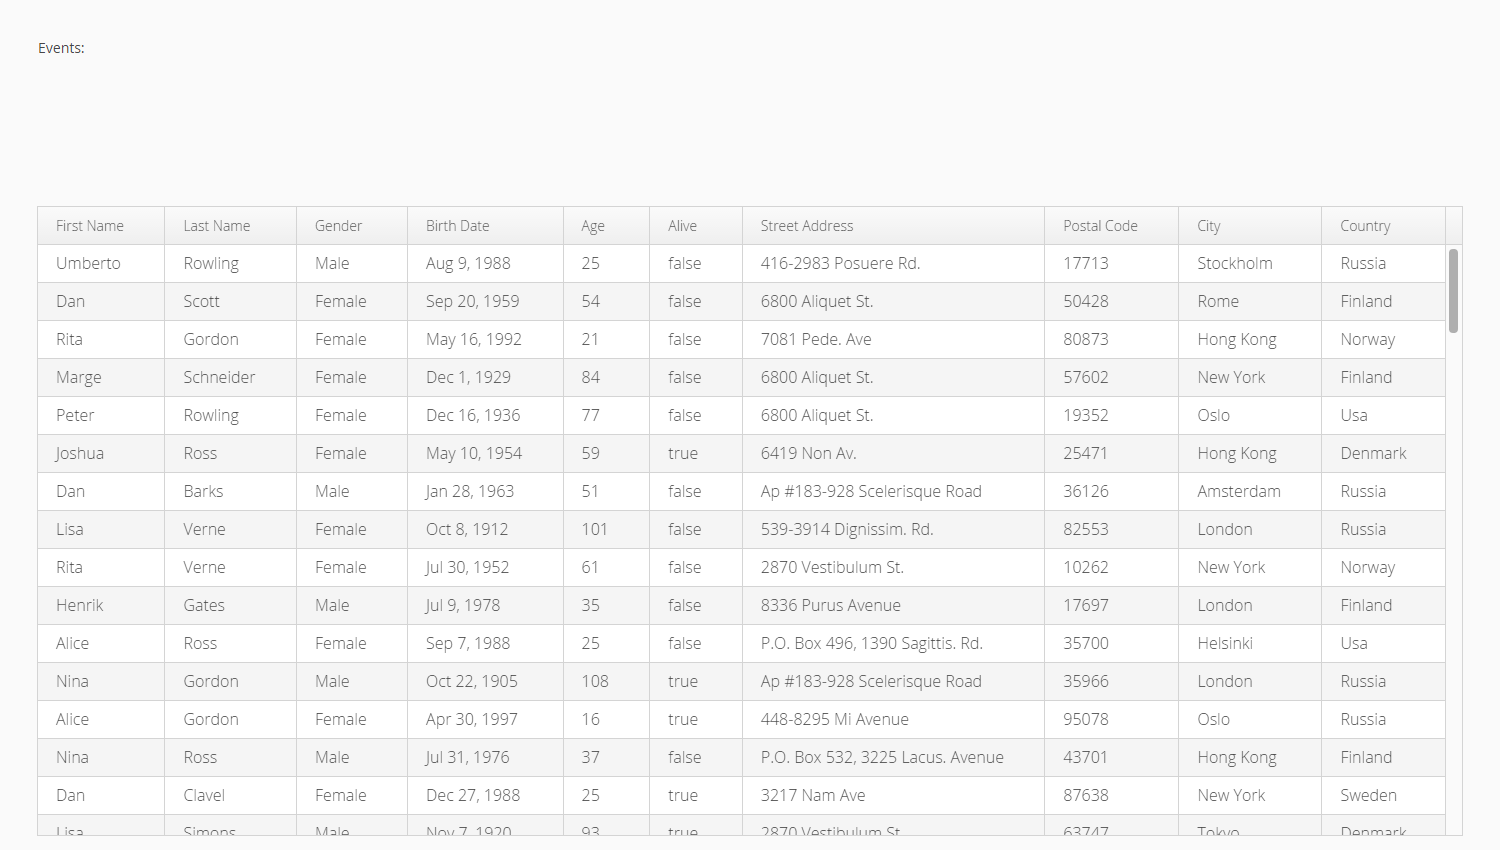 Events:
First Name Last Name Gender Birth Date Age Alive Street Address Postal Code City Country
Umberto Rowling Male Aug 9, 1988 25 false 416-2983 Posuere Rd. 17713 Stockholm Russia
Dan Scott Female Sep 20, 1959 54 false 6800 Aliquet St. 50428 Rome Finland
Rita Gordon Female May 16, 1992 21 false 7081 Pede. Ave 80873 Hong Kong Norway
Marge Schneider Female Dec 1, 1929 84 false 6800 Aliquet St. 57602 New York Finland
Peter Rowling Female Dec 16, 1936 77 false 6800 Aliquet St. 19352 Oslo Usa
Joshua Ross Female May 10, 1954 59 true 6419 Non Av. 25471 Hong Kong Denmark
Dan Barks Male Jan 28, 1963 51 false Ap #183-928 Scelerisque Road 36126 Amsterdam Russia
Lisa Verne Female Oct 8, 1912 101 false 539-3914 Dignissim. Rd. 82553 London Russia
Rita Verne Female Jul 30, 1952 61 false 2870 Vestibulum St. 10262 New York Norway
Henrik Gates Male Jul 9, 1978 35 false 8336 Purus Avenue 17697 London Finland
Alice Ross Female Sep 7, 1988 25 false P.O. Box 496, 1390 Sagittis. Rd. 35700 Helsinki Usa
Nina Gordon Male Oct 22, 1905 108 true Ap #183-928 Scelerisque Road 35966 London Russia
Alice Gordon Female Apr 30, 1997 16 true 448-8295 Mi Avenue 95078 Oslo Russia
Nina Ross Male Jul 31, 1976 37 false P.O. Box 532, 3225 Lacus. Avenue 43701 Hong Kong Finland
Dan Clavel Female Dec 27, 1988 25 true 3217 Nam Ave 87638 New York Sweden
Lisa Simons Male Nov 7, 1920 93 true 2870 Vestibulum St. 63747 Tokyo Denmark